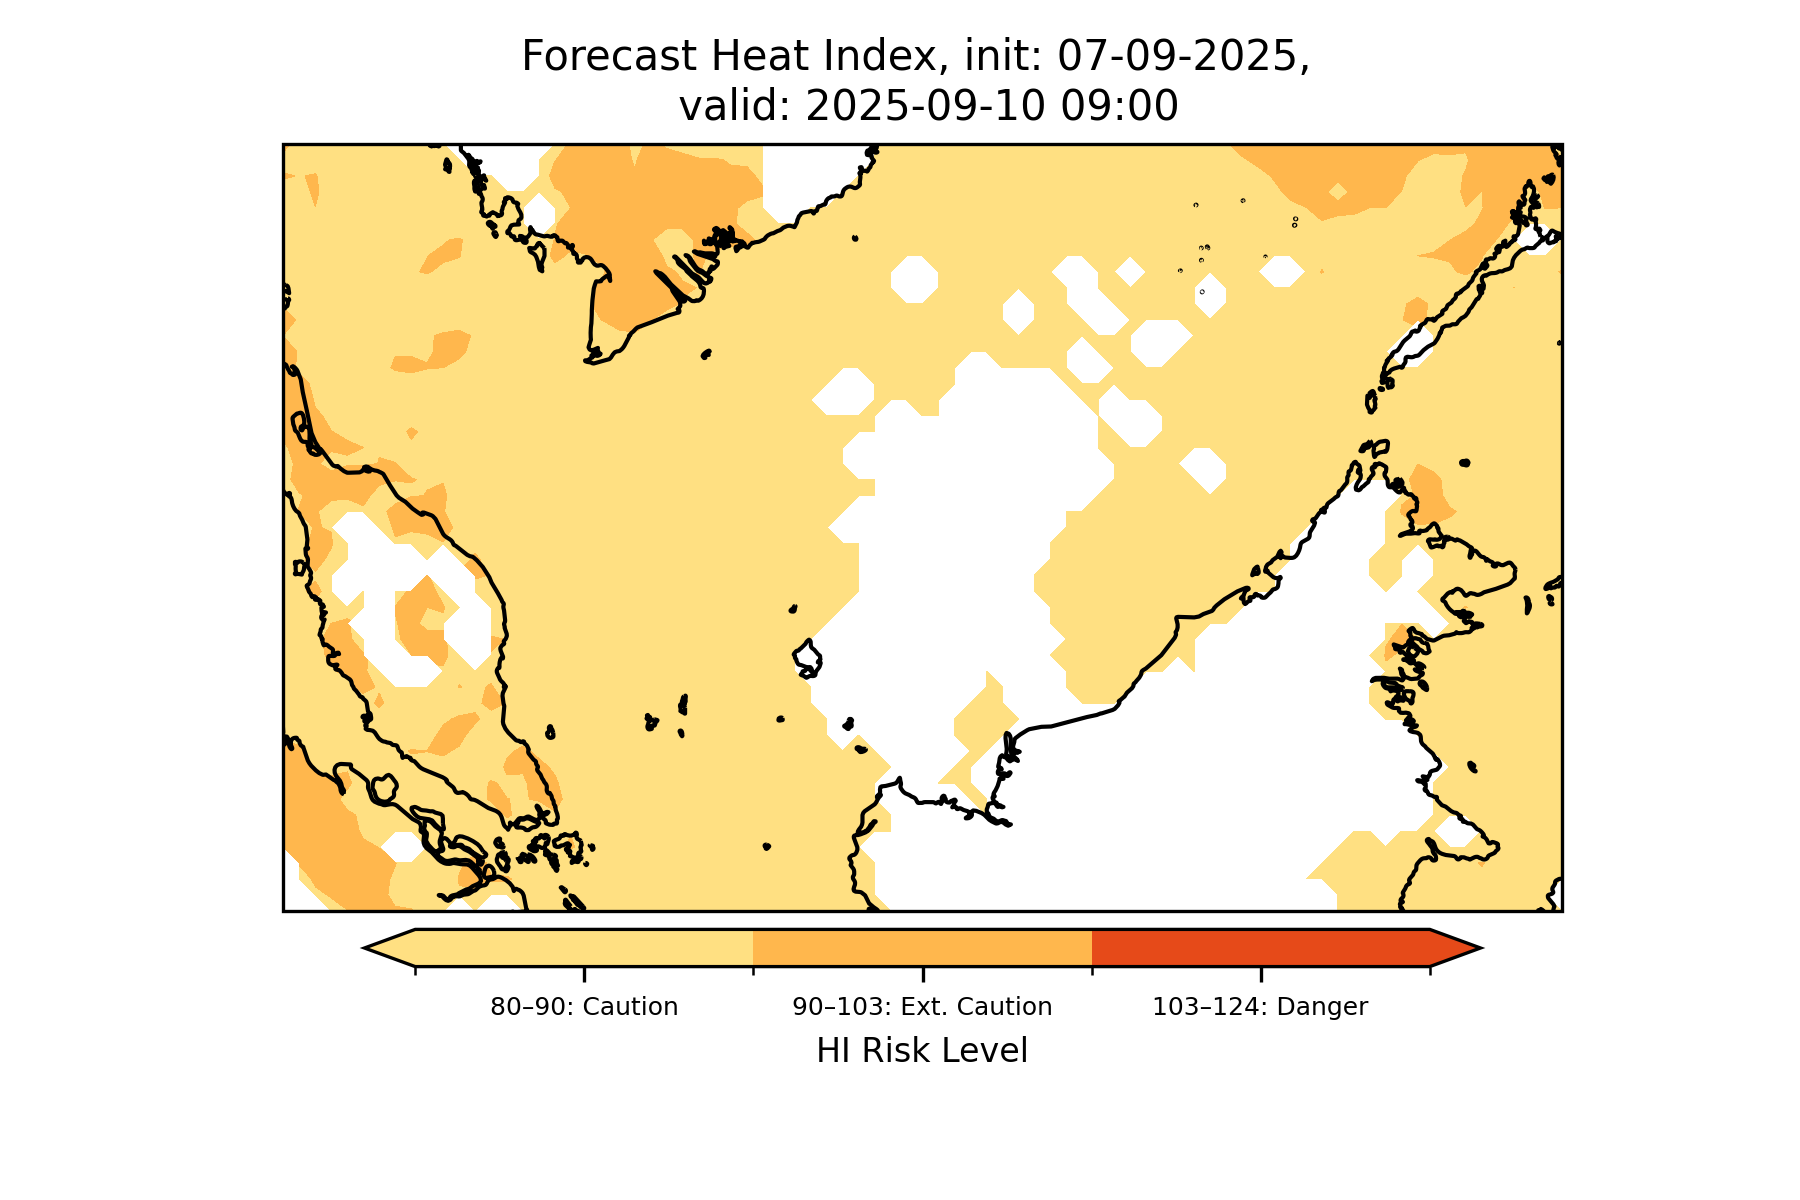 Forecast Heat Index, init: 07-09-2025,
valid: 2025-09-10 09:00
80–90: Caution
90–103: Ext. Caution
103–124: Danger
HI Risk Level